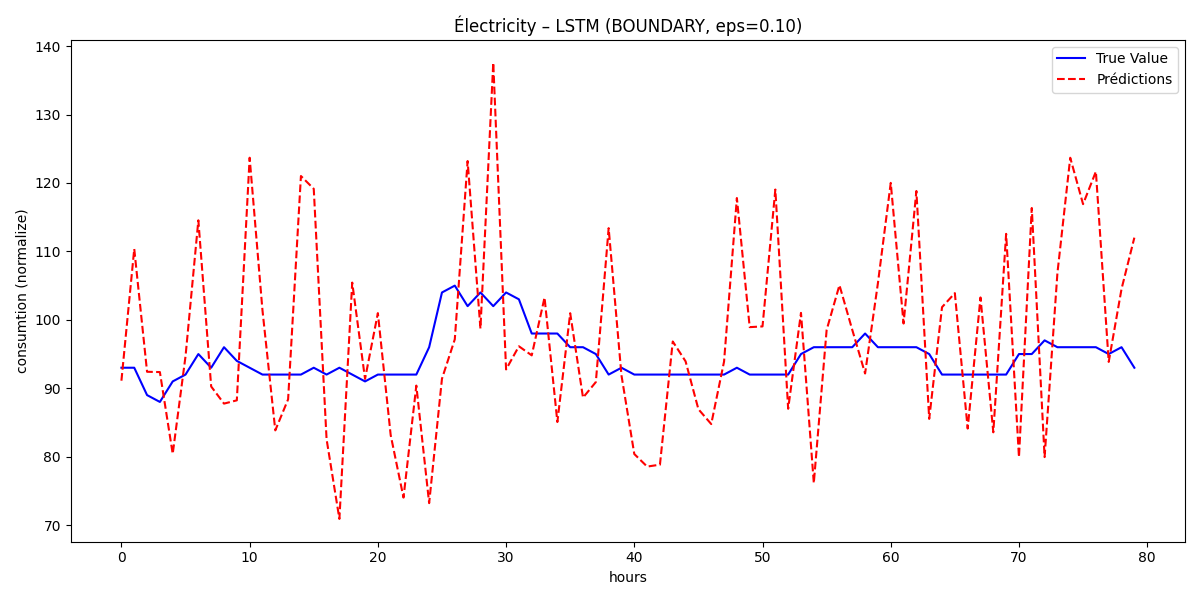 Électricity – LSTM (BOUNDARY, eps=0.10)
True Value
Prédictions
140
130
120
110
100
90
80
70
consumtion (normalize)
0 10 20 30 40 50 60 70 80
hours